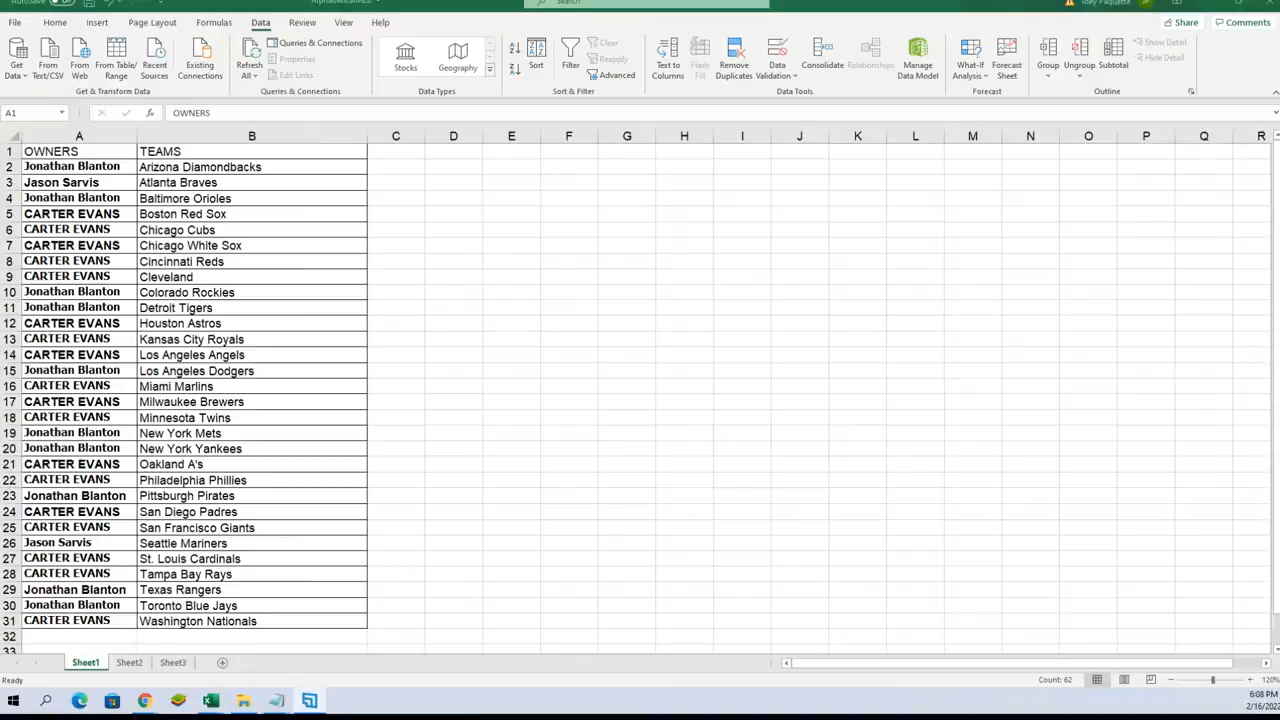 AutoSave Off Alphabetical MLB Search Joey Paquette JP
File Home Insert Page Layout Formulas Data Review View Help Share Comments
Get Data From Text/CSV From Web From Table/Range Recent Sources Existing Connections Refresh All Queries & Connections Properties Edit Links Stocks Geography Sort Filter Clear Reapply Advanced Text to Columns Flash Fill Remove Duplicates Data Validation Consolidate Relationships Manage Data Model What-If Analysis Forecast Sheet Group Ungroup Subtotal Show Detail Hide Detail
Get & Transform Data Queries & Connections Data Types Sort & Filter Data Tools Forecast Outline
A1 fx OWNERS
A B C D E F G H I J K L M N O P Q R
1 OWNERS TEAMS
2 Jonathan Blanton Arizona Diamondbacks
3 Jason Sarvis Atlanta Braves
4 Jonathan Blanton Baltimore Orioles
5 CARTER EVANS Boston Red Sox
6 CARTER EVANS Chicago Cubs
7 CARTER EVANS Chicago White Sox
8 CARTER EVANS Cincinnati Reds
9 CARTER EVANS Cleveland
10 Jonathan Blanton Colorado Rockies
11 Jonathan Blanton Detroit Tigers
12 CARTER EVANS Houston Astros
13 CARTER EVANS Kansas City Royals
14 CARTER EVANS Los Angeles Angels
15 Jonathan Blanton Los Angeles Dodgers
16 CARTER EVANS Miami Marlins
17 CARTER EVANS Milwaukee Brewers
18 CARTER EVANS Minnesota Twins
19 Jonathan Blanton New York Mets
20 Jonathan Blanton New York Yankees
21 CARTER EVANS Oakland A's
22 CARTER EVANS Philadelphia Phillies
23 Jonathan Blanton Pittsburgh Pirates
24 CARTER EVANS San Diego Padres
25 CARTER EVANS San Francisco Giants
26 Jason Sarvis Seattle Mariners
27 CARTER EVANS St. Louis Cardinals
28 CARTER EVANS Tampa Bay Rays
29 Jonathan Blanton Texas Rangers
30 Jonathan Blanton Toronto Blue Jays
31 CARTER EVANS Washington Nationals
32
33
Sheet1 Sheet2 Sheet3
Ready Count: 62 120%
6:08 PM
2/16/202